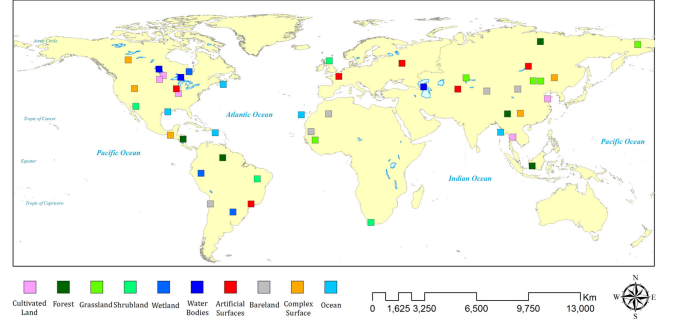 Arctic Circle
Tropic of Cancer
Atlantic Ocean
Pacific Ocean
Pacific Ocean
Equator
Indian Ocean
Tropic of Capricorn
Cultivated Land
Forest
Grassland
Shrubland
Wetland
Water Bodies
Artificial Surfaces
Bareland
Complex Surface
Ocean
Km
0 1,625 3,250 6,500 9,750 13,000
N
W E
S